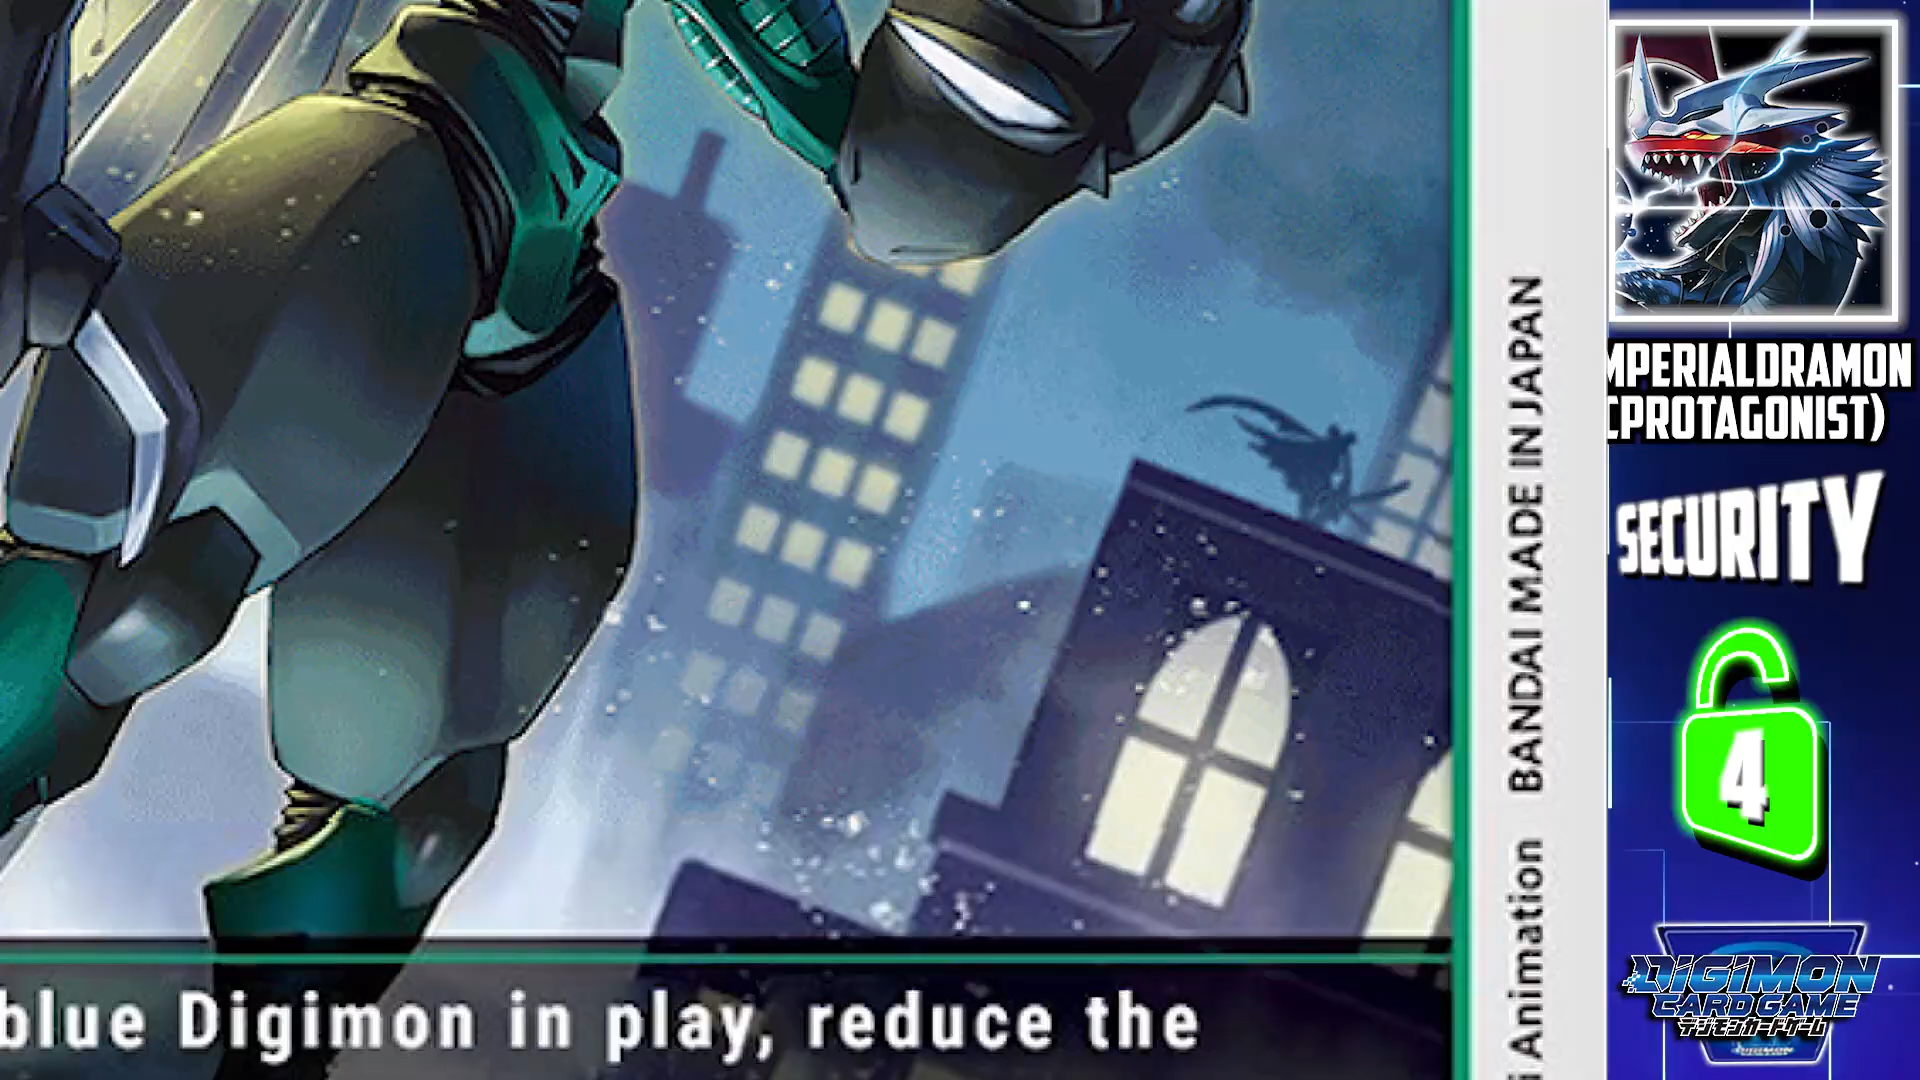 blue Digimon in play, reduce the
i Animation BANDAI MADE IN JAPAN
MPERIALDRAMON
(PROTAGONIST)
SECURITY
4
DIGIMON
CARD GAME
デジモンカードゲーム